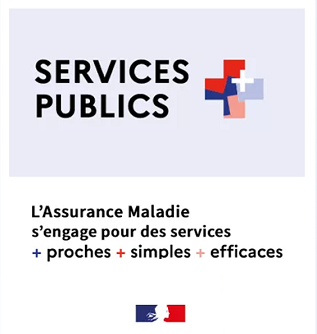 SERVICES
PUBLICS
L'Assurance Maladie
s'engage pour des services
+ proches + simples + efficaces